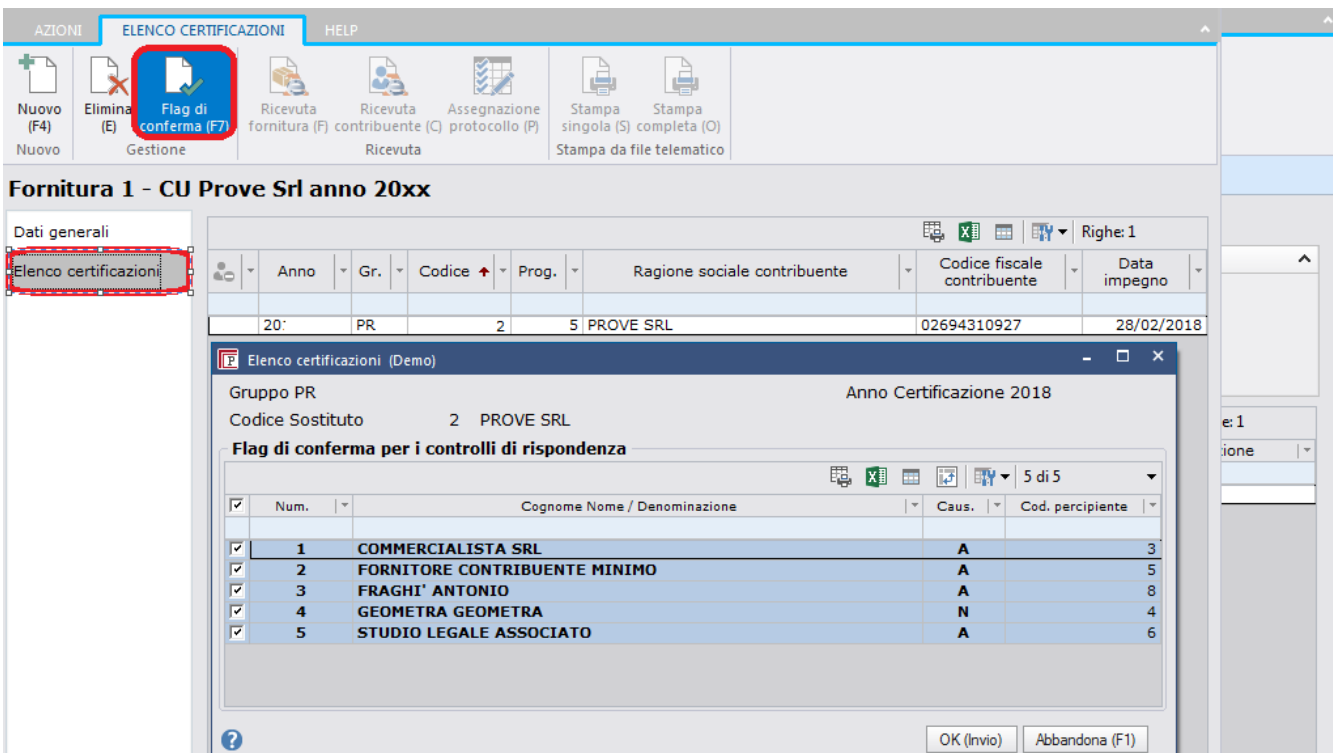 AZIONI ELENCO CERTIFICAZIONI HELP
Nuovo (F4) Elimina (E) Flag di conferma (F7) Ricevuta fornitura (F) Ricevuta contribuente (C) Assegnazione protocollo (P) Stampa singola (S) Stampa completa (O)
Nuovo Gestione Ricevuta Stampa da file telematico
Fornitura 1 - CU Prove Srl anno 20xx
Dati generali
Righe: 1
Elenco certificazioni
Anno Gr. Codice Prog. Ragione sociale contribuente Codice fiscale contribuente Data impegno
PR 2 5 PROVE SRL 02694310927 28/02/2018
P Elenco certificazioni (Demo)
Gruppo PR Anno Certificazione 2018
Codice Sostituto 2 PROVE SRL
e: 1
Flag di conferma per i controlli di rispondenza
ione
5 di 5
Num. Cognome Nome / Denominazione Caus. Cod. percipiente
1 COMMERCIALISTA SRL A 3
2 FORNITORE CONTRIBUENTE MINIMO A 5
3 FRAGHI' ANTONIO A 8
4 GEOMETRA GEOMETRA N 4
5 STUDIO LEGALE ASSOCIATO A 6
? OK (Invio) Abbandona (F1)